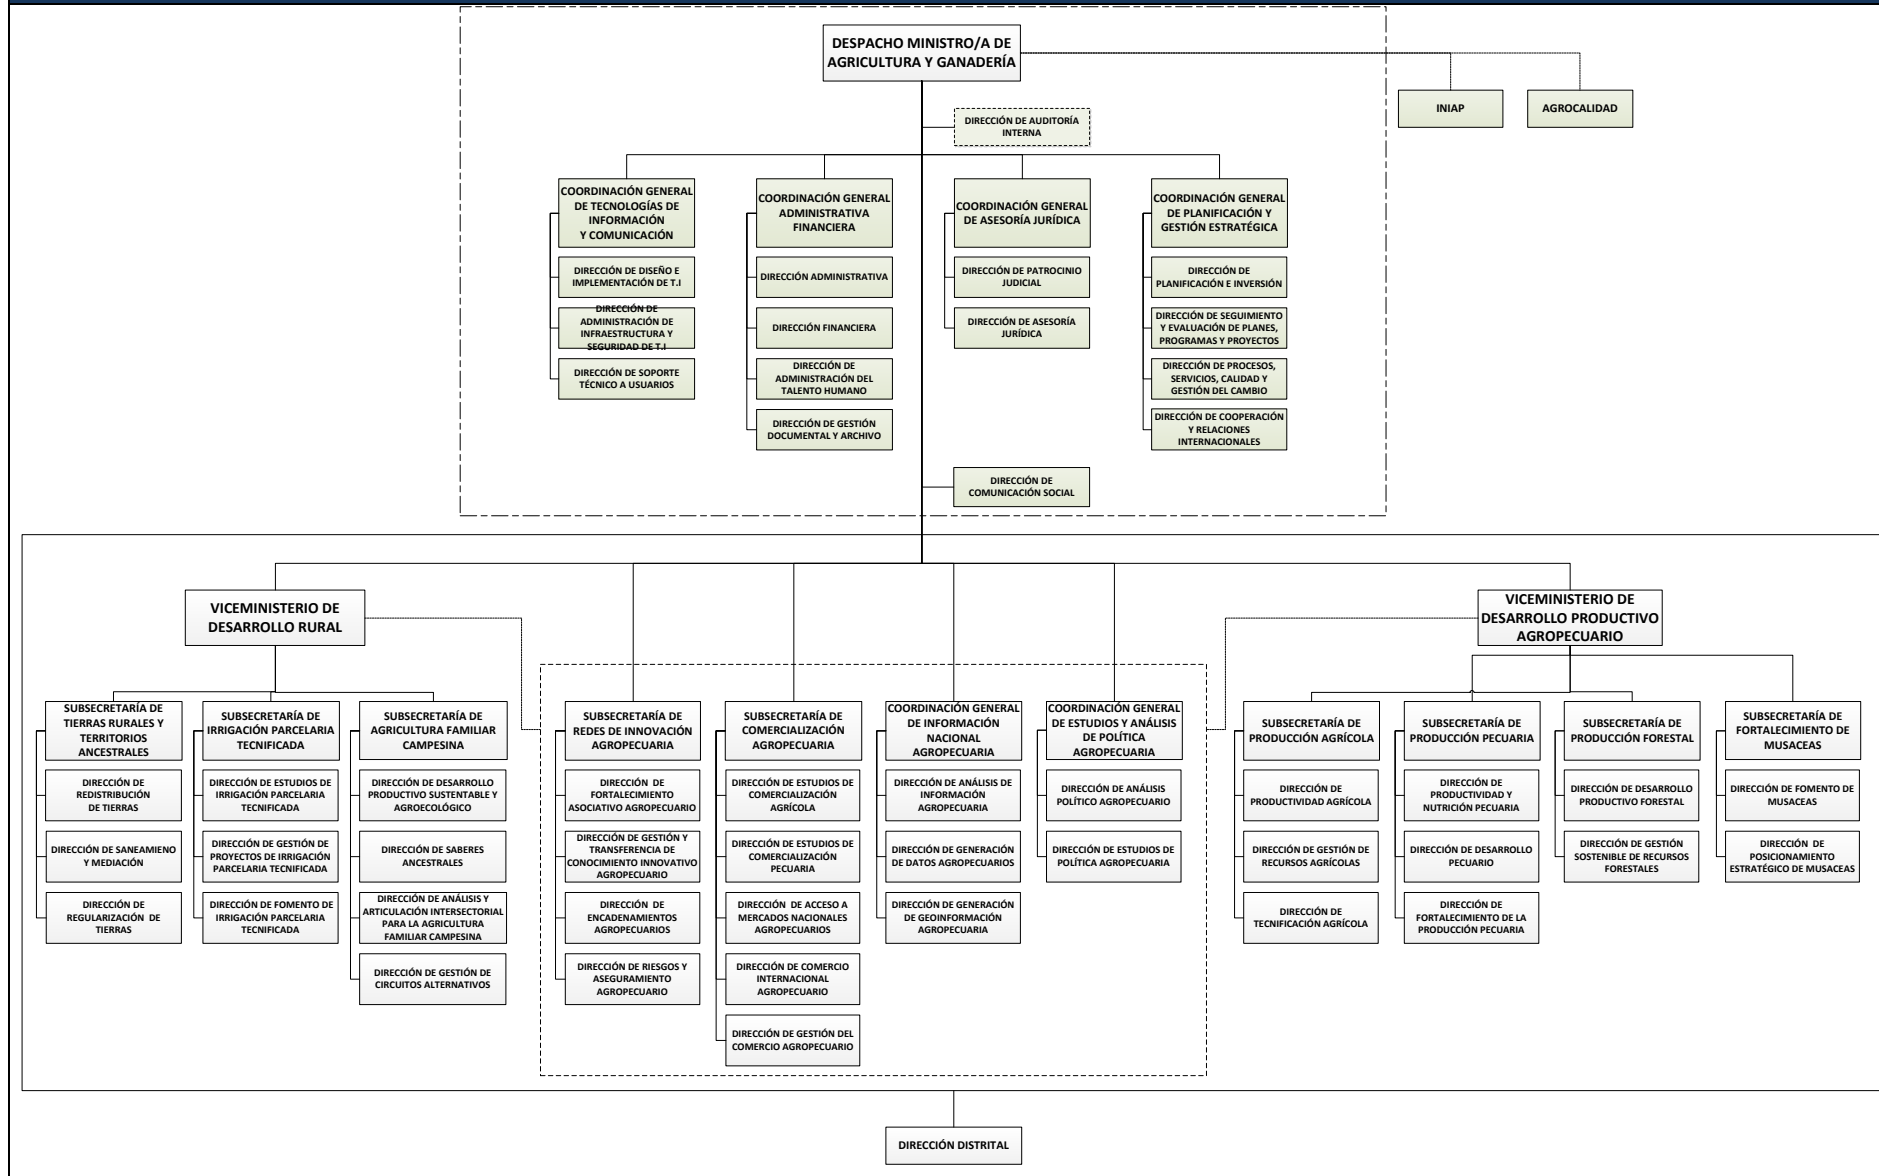 DESPACHO MINISTRO/A DE
AGRICULTURA Y GANADERÍA
INIAP
AGROCALIDAD
DIRECCIÓN DE AUDITORÍA
INTERNA
COORDINACIÓN GENERAL
DE TECNOLOGÍAS DE
INFORMACIÓN
Y COMUNICACIÓN
DIRECCIÓN DE DISEÑO E
IMPLEMENTACIÓN DE T.I
DIRECCIÓN DE
ADMINISTRACIÓN DE
INFRAESTRUCTURA Y
SEGURIDAD DE T.I
DIRECCIÓN DE SOPORTE
TÉCNICO A USUARIOS
COORDINACIÓN GENERAL
ADMINISTRATIVA
FINANCIERA
DIRECCIÓN ADMINISTRATIVA
DIRECCIÓN FINANCIERA
DIRECCIÓN DE
ADMINISTRACIÓN DEL
TALENTO HUMANO
DIRECCIÓN DE GESTIÓN
DOCUMENTAL Y ARCHIVO
COORDINACIÓN GENERAL
DE ASESORÍA JURÍDICA
DIRECCIÓN DE PATROCINIO
JUDICIAL
DIRECCIÓN DE ASESORÍA
JURÍDICA
COORDINACIÓN GENERAL
DE PLANIFICACIÓN Y
GESTIÓN ESTRATÉGICA
DIRECCIÓN DE
PLANIFICACIÓN E INVERSIÓN
DIRECCIÓN DE SEGUIMIENTO
Y EVALUACIÓN DE PLANES,
PROGRAMAS Y PROYECTOS
DIRECCIÓN DE PROCESOS,
SERVICIOS, CALIDAD Y
GESTIÓN DEL CAMBIO
DIRECCIÓN DE COOPERACIÓN
Y RELACIONES
INTERNACIONALES
DIRECCIÓN DE
COMUNICACIÓN SOCIAL
VICEMINISTERIO DE
DESARROLLO RURAL
VICEMINISTERIO DE
DESARROLLO PRODUCTIVO
AGROPECUARIO
SUBSECRETARÍA DE
TIERRAS RURALES Y
TERRITORIOS
ANCESTRALES
DIRECCIÓN DE
REDISTRIBUCIÓN
DE TIERRAS
DIRECCIÓN DE SANEAMIENO
Y MEDIACIÓN
DIRECCIÓN DE
REGULARIZACIÓN DE
TIERRAS
SUBSECRETARÍA DE
IRRIGACIÓN PARCELARIA
TECNIFICADA
DIRECCIÓN DE ESTUDIOS DE
IRRIGACIÓN PARCELARIA
TECNIFICADA
DIRECCIÓN DE GESTIÓN DE
PROYECTOS DE IRRIGACIÓN
PARCELARIA TECNIFICADA
DIRECCIÓN DE FOMENTO DE
IRRIGACIÓN PARCELARIA
TECNIFICADA
SUBSECRETARÍA DE
AGRICULTURA FAMILIAR
CAMPESINA
DIRECCIÓN DE DESARROLLO
PRODUCTIVO SUSTENTABLE Y
AGROECOLÓGICO
DIRECCIÓN DE SABERES
ANCESTRALES
DIRECCIÓN DE ANÁLISIS Y
ARTICULACIÓN INTERSECTORIAL
PARA LA AGRICULTURA
FAMILIAR CAMPESINA
DIRECCIÓN DE GESTIÓN DE
CIRCUITOS ALTERNATIVOS
SUBSECRETARÍA DE
REDES DE INNOVACIÓN
AGROPECUARIA
DIRECCIÓN DE
FORTALECIMIENTO
ASOCIATIVO AGROPECUARIO
DIRECCIÓN DE GESTIÓN Y
TRANSFERENCIA DE
CONOCIMIENTO INNOVATIVO
AGROPECUARIO
DIRECCIÓN DE
ENCADENAMIENTOS
AGROPECUARIOS
DIRECCIÓN DE RIESGOS Y
ASEGURAMIENTO
AGROPECUARIO
SUBSECRETARÍA DE
COMERCIALIZACIÓN
AGROPECUARIA
DIRECCIÓN DE ESTUDIOS DE
COMERCIALIZACIÓN
AGRÍCOLA
DIRECCIÓN DE ESTUDIOS DE
COMERCIALIZACIÓN
PECUARIA
DIRECCIÓN DE ACCESO A
MERCADOS NACIONALES
AGROPECUARIOS
DIRECCIÓN DE COMERCIO
INTERNACIONAL
AGROPECUARIO
DIRECCIÓN DE GESTIÓN DEL
COMERCIO AGROPECUARIO
COORDINACIÓN GENERAL
DE INFORMACIÓN
NACIONAL
AGROPECUARIA
DIRECCIÓN DE ANÁLISIS DE
INFORMACIÓN
AGROPECUARIA
DIRECCIÓN DE GENERACIÓN
DE DATOS AGROPECUARIOS
DIRECCIÓN DE GENERACIÓN
DE GEOINFORMACIÓN
AGROPECUARIA
COORDINACIÓN GENERAL
DE ESTUDIOS Y ANÁLISIS
DE POLÍTICA
AGROPECUARIA
DIRECCIÓN DE ANÁLISIS
POLÍTICO AGROPECUARIO
DIRECCIÓN DE ESTUDIOS DE
POLÍTICA AGROPECUARIA
SUBSECRETARÍA DE
PRODUCCIÓN AGRÍCOLA
DIRECCIÓN DE
PRODUCTIVIDAD AGRÍCOLA
DIRECCIÓN DE GESTIÓN DE
RECURSOS AGRÍCOLAS
DIRECCIÓN DE
TECNIFICACIÓN AGRÍCOLA
SUBSECRETARÍA DE
PRODUCCIÓN PECUARIA
DIRECCIÓN DE
PRODUCTIVIDAD Y
NUTRICIÓN PECUARIA
DIRECCIÓN DE DESARROLLO
PECUARIO
DIRECCIÓN DE
FORTALECIMIENTO DE LA
PRODUCCIÓN PECUARIA
SUBSECRETARÍA DE
PRODUCCIÓN FORESTAL
DIRECCIÓN DE DESARROLLO
PRODUCTIVO FORESTAL
DIRECCIÓN DE GESTIÓN
SOSTENIBLE DE RECURSOS
FORESTALES
SUBSECRETARÍA DE
FORTALECIMIENTO DE
MUSACEAS
DIRECCIÓN DE FOMENTO DE
MUSACEAS
DIRECCIÓN DE
POSICIONAMIENTO
ESTRATÉGICO DE MUSACEAS
DIRECCIÓN DISTRITAL